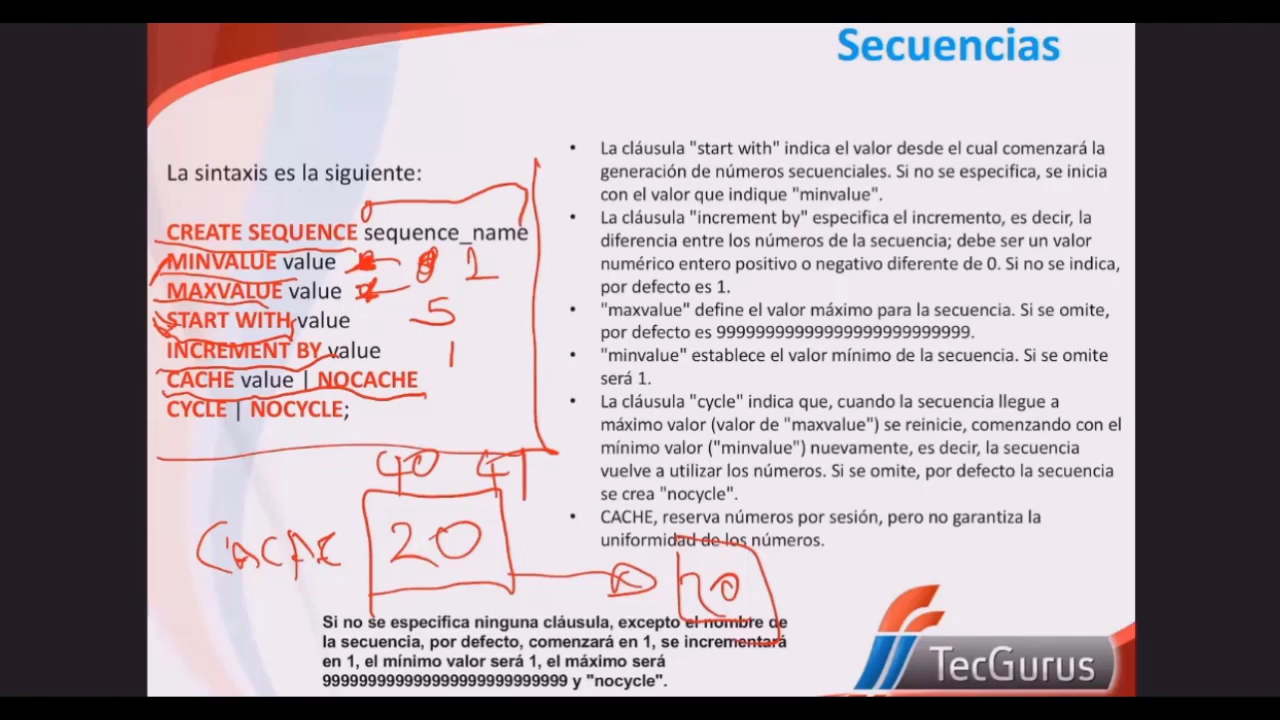 Secuencias
La sintaxis es la siguiente:
CREATE SEQUENCE sequence_name
MINVALUE value 1
MAXVALUE value
START WITH value 5
INCREMENT BY value 1
CACHE value | NOCACHE
CYCLE | NOCYCLE;
40 41
CACHE 20
20
Si no se especifica ninguna cláusula, excepto el nombre de
la secuencia, por defecto, comenzará en 1, se incrementará
en 1, el mínimo valor será 1, el máximo será
999999999999999999999999999 y "nocycle".
• La cláusula "start with" indica el valor desde el cual comenzará la
generación de números secuenciales. Si no se especifica, se inicia
con el valor que indique "minvalue".
• La cláusula "increment by" especifica el incremento, es decir, la
diferencia entre los números de la secuencia; debe ser un valor
numérico entero positivo o negativo diferente de 0. Si no se indica,
por defecto es 1.
• "maxvalue" define el valor máximo para la secuencia. Si se omite,
por defecto es 999999999999999999999999999.
• "minvalue" establece el valor mínimo de la secuencia. Si se omite
será 1.
• La cláusula "cycle" indica que, cuando la secuencia llegue a
máximo valor (valor de "maxvalue") se reinicie, comenzando con el
mínimo valor ("minvalue") nuevamente, es decir, la secuencia
vuelve a utilizar los números. Si se omite, por defecto la secuencia
se crea "nocycle".
• CACHE, reserva números por sesión, pero no garantiza la
uniformidad de los números.
TecGurus